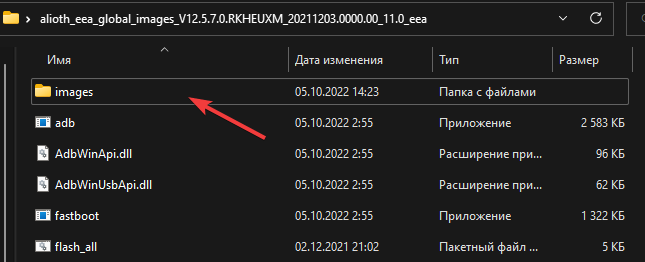 alioth_eea_global_images_V12.5.7.0.RKHEUXM_20211203.0000.00_11.0_eea
Имя Дата изменения Тип Размер
images 05.10.2022 14:23 Папка с файлами
adb 05.10.2022 2:55 Приложение 2 583 КБ
AdbWinApi.dll 05.10.2022 2:55 Расширение при... 96 КБ
AdbWinUsbApi.dll 05.10.2022 2:55 Расширение при... 62 КБ
fastboot 05.10.2022 2:55 Приложение 1 322 КБ
flash_all 02.12.2021 21:02 Пакетный файл ... 5 КБ